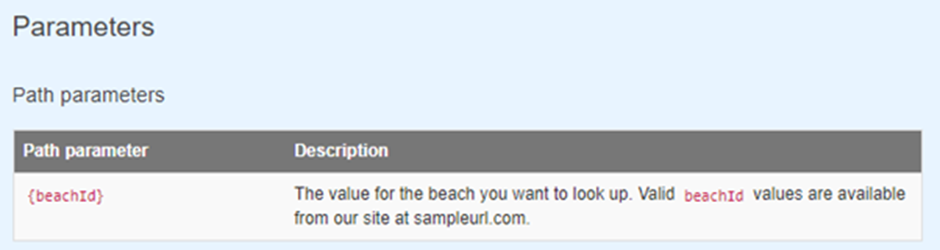 Parameters
Path parameters
Path parameter Description
{beachId} The value for the beach you want to look up. Valid beachId values are available
from our site at sampleurl.com.